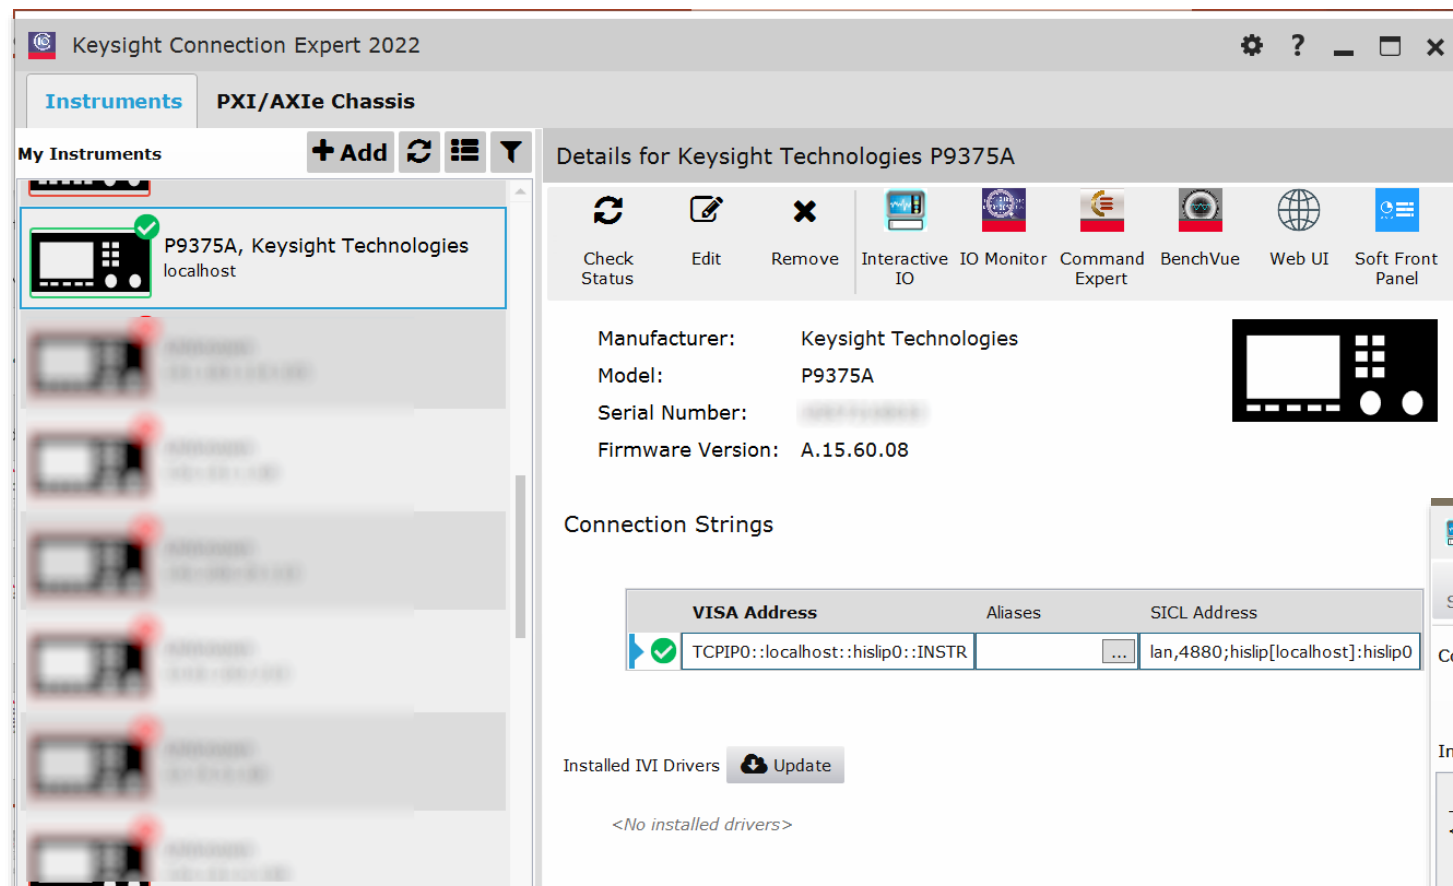 Keysight Connection Expert 2022
?
Instruments
PXI/AXIe Chassis
My Instruments
Add
Details for Keysight Technologies P9375A
P9375A, Keysight Technologies
localhost
Check
Status
Edit
Remove
Interactive
IO
IO Monitor
Command
Expert
BenchVue
Web UI
Soft Front
Panel
Manufacturer: Keysight Technologies
Model: P9375A
Serial Number:
Firmware Version: A.15.60.08
Connection Strings
VISA Address Aliases SICL Address
TCPIP0::localhost::hislip0::INSTR ... lan,4880;hislip[localhost]:hislip0
Installed IVI Drivers Update
<No installed drivers>